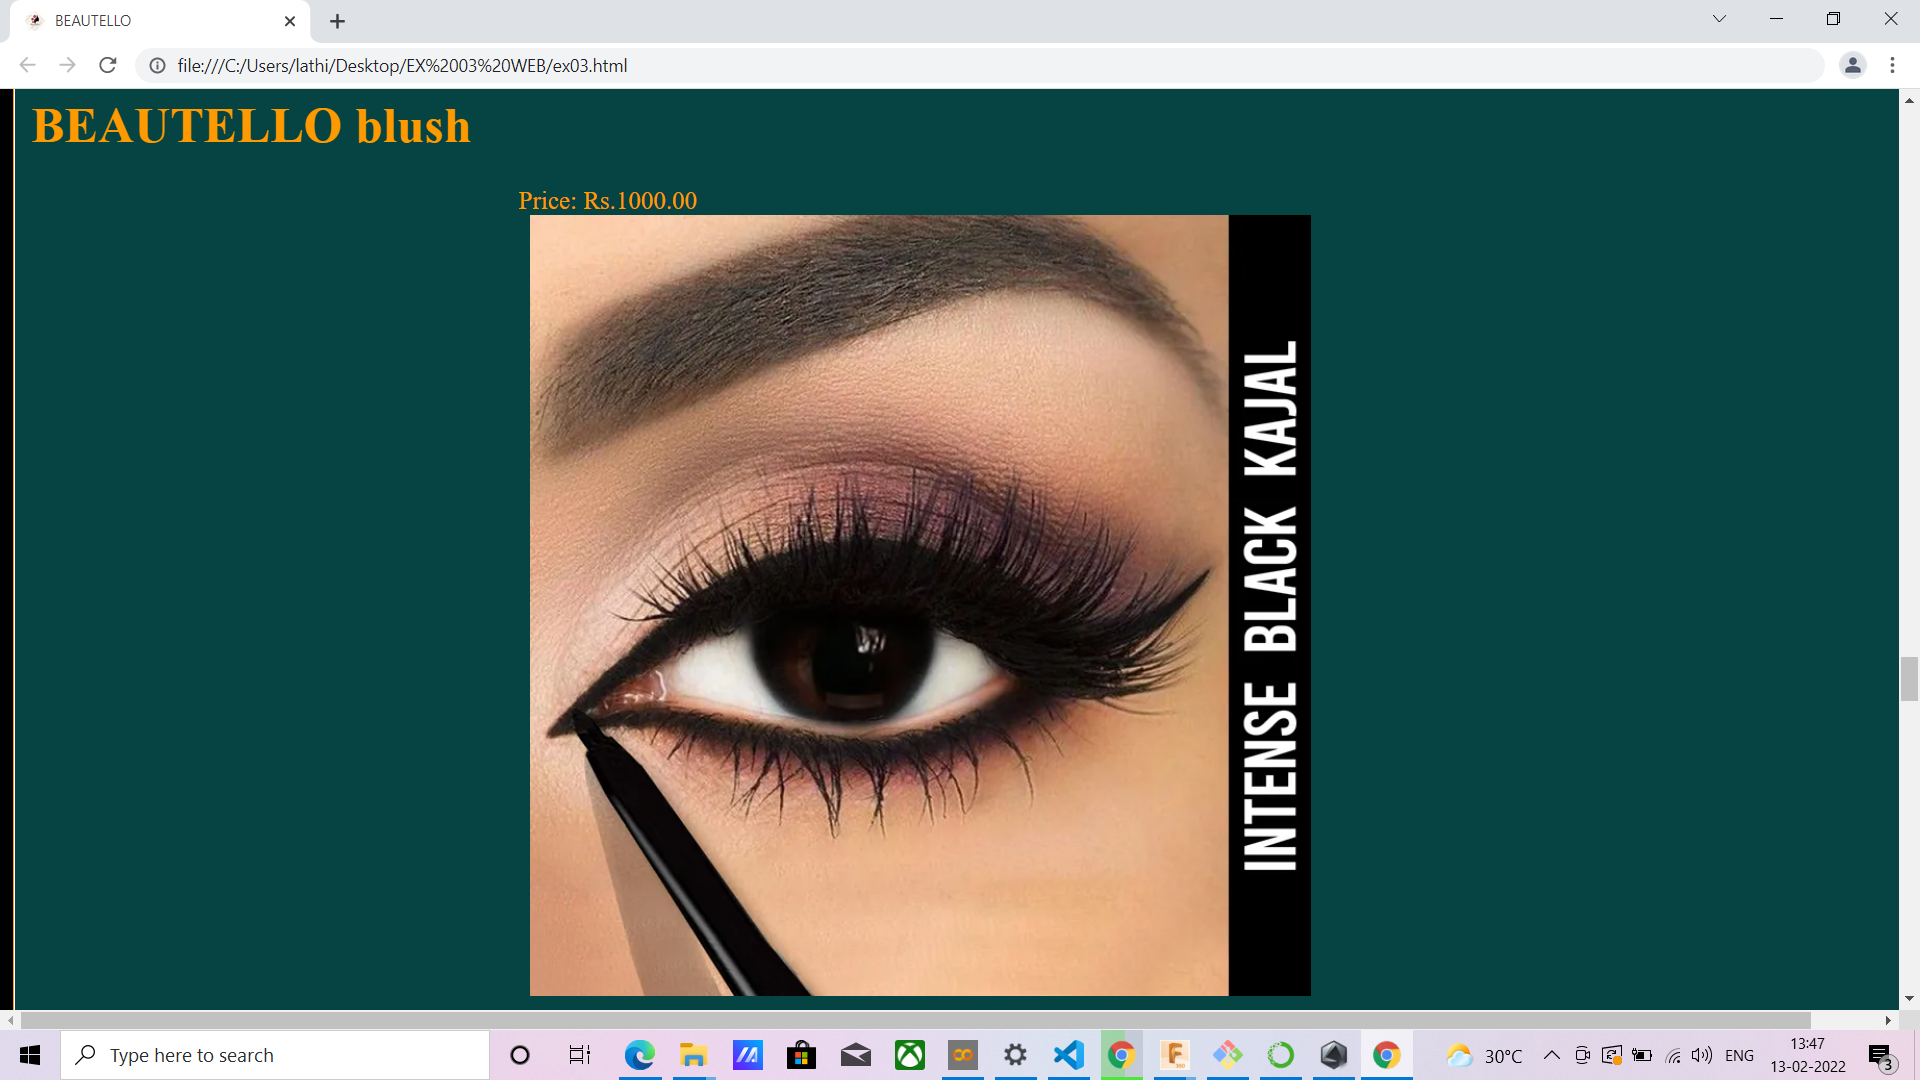 BEAUTELLO
file:///C:/Users/lathi/Desktop/EX%2003%20WEB/ex03.html
BEAUTELLO blush
Price: Rs.1000.00
INTENSE BLACK KAJAL
Type here to search
30°C
ENG
13:47
13-02-2022
3